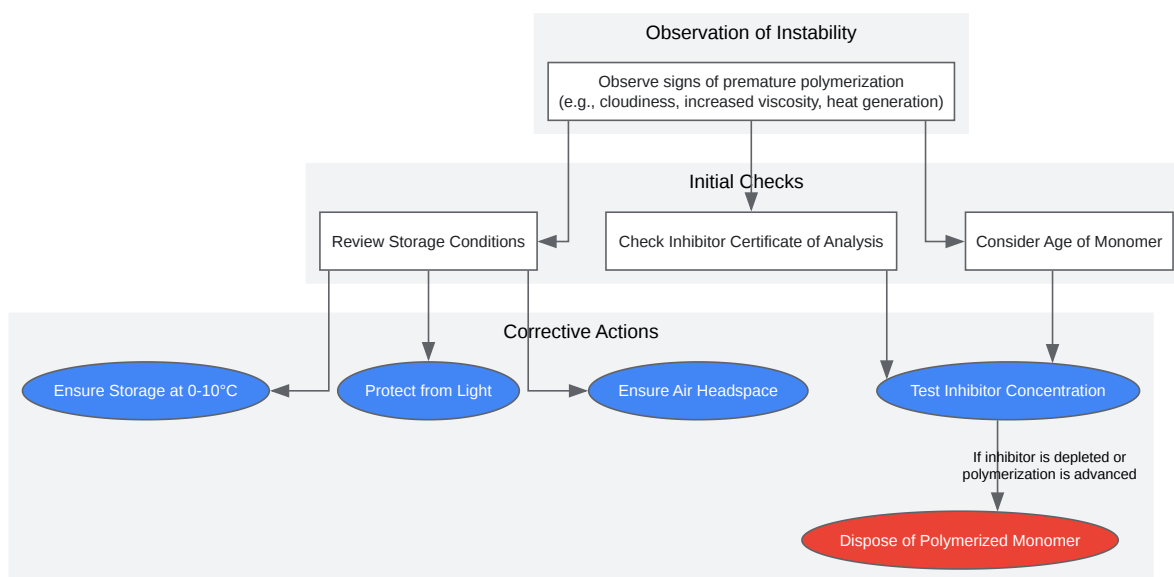 Observation of Instability
Observe signs of premature polymerization
(e.g., cloudiness, increased viscosity, heat generation)
Initial Checks
Review Storage Conditions
Check Inhibitor Certificate of Analysis
Consider Age of Monomer
Corrective Actions
Ensure Storage at 0-10°C
Protect from Light
Ensure Air Headspace
Test Inhibitor Concentration
If inhibitor is depleted or
polymerization is advanced
Dispose of Polymerized Monomer